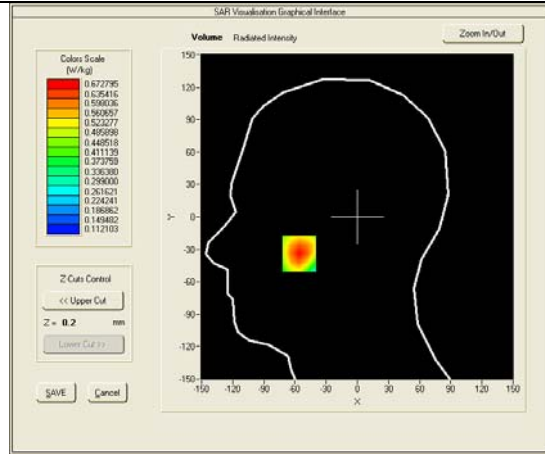 SAR Visualisation Graphical Interface
Volume Radiated Intensity
Zoom In/Out
Colors Scale
(W/kg)
0.672795
0.635416
0.598036
0.560657
0.523277
0.485898
0.448518
0.411139
0.373759
0.336380
0.299000
0.261621
0.224241
0.186862
0.149482
0.112103
Z Cuts Control
<< Upper Cut
Z = 0.2 mm
Lower Cut >>
SAVE
Cancel
150
120
90
60
30
0
-30
-60
-90
-120
-150
Y
-150 -120 -90 -60 -30 0 30 60 90 120 150
X